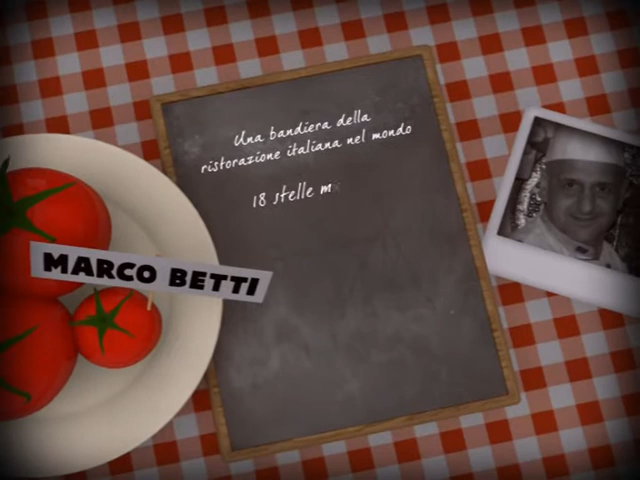 Una bandiera della
ristorazione italiana nel mondo
18 stelle m
MARCO BETTI